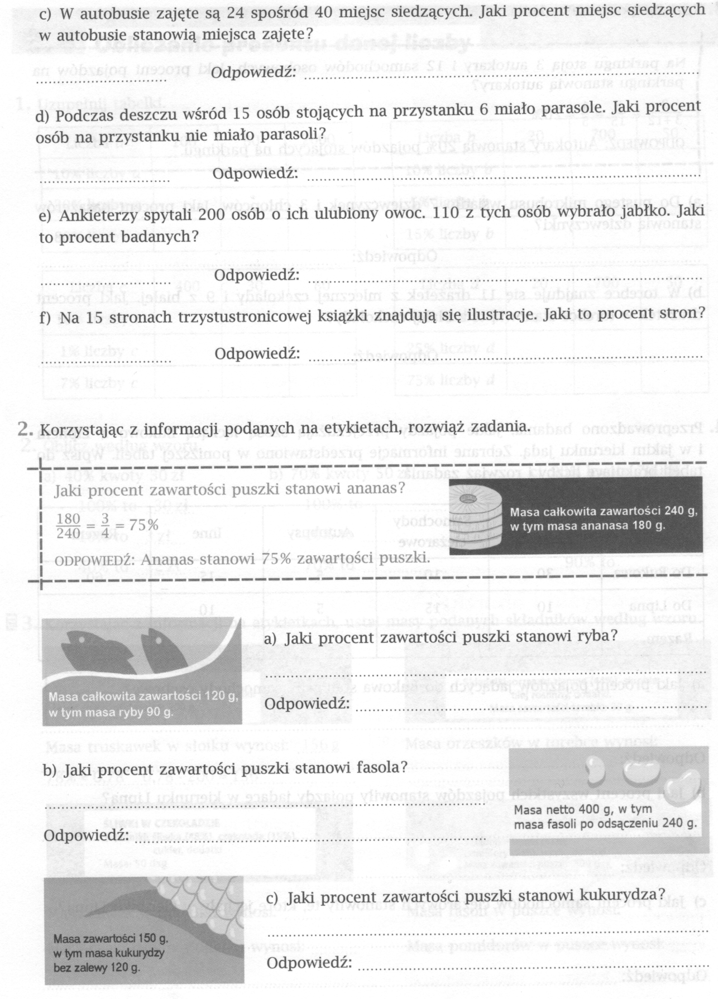 c) W autobusie zajęte są 24 spośród 40 miejsc siedzących. Jaki procent miejsc siedzących
w autobusie stanowią miejsca zajęte?
Odpowiedź:
d) Podczas deszczu wśród 15 osób stojących na przystanku 6 miało parasole. Jaki procent
osób na przystanku nie miało parasoli?
Odpowiedź:
e) Ankieterzy spytali 200 osób o ich ulubiony owoc. 110 z tych osób wybrało jabłko. Jaki
to procent badanych?
Odpowiedź:
f) Na 15 stronach trzystustronicowej książki znajdują się ilustracje. Jaki to procent stron?
Odpowiedź:
2. Korzystając z informacji podanych na etykietach, rozwiąż zadania.
Jaki procent zawartości puszki stanowi ananas?
180/240 = 3/4 = 75%
ODPOWIEDŹ: Ananas stanowi 75% zawartości puszki.
Masa całkowita zawartości 240 g,
w tym masa ananasa 180 g.
a) Jaki procent zawartości puszki stanowi ryba?
Odpowiedź:
Masa całkowita zawartości 120 g,
w tym masa ryby 90 g.
b) Jaki procent zawartości puszki stanowi fasola?
Odpowiedź:
Masa netto 400 g, w tym
masa fasoli po odsączeniu 240 g.
c) Jaki procent zawartości puszki stanowi kukurydza?
Odpowiedź:
Masa zawartości 150 g,
w tym masa kukurydzy
bez zalewy 120 g.